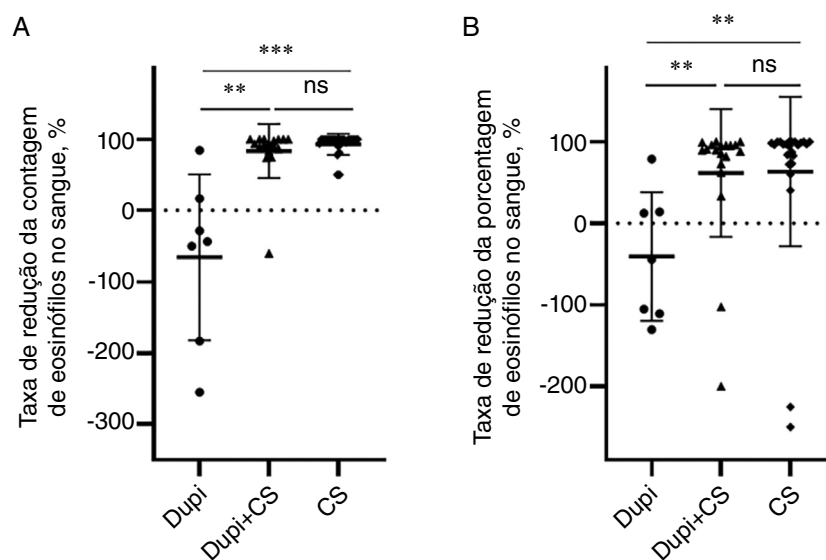 A
Taxa de redução da contagem
de eosinófilos no sangue, %
***
**
ns
100
0
-100
-200
-300
Dupi
Dupi+CS
CS
B
Taxa de redução da porcentagem
de eosinófilos no sangue, %
**
**
ns
100
0
-100
-200
Dupi
Dupi+CS
CS